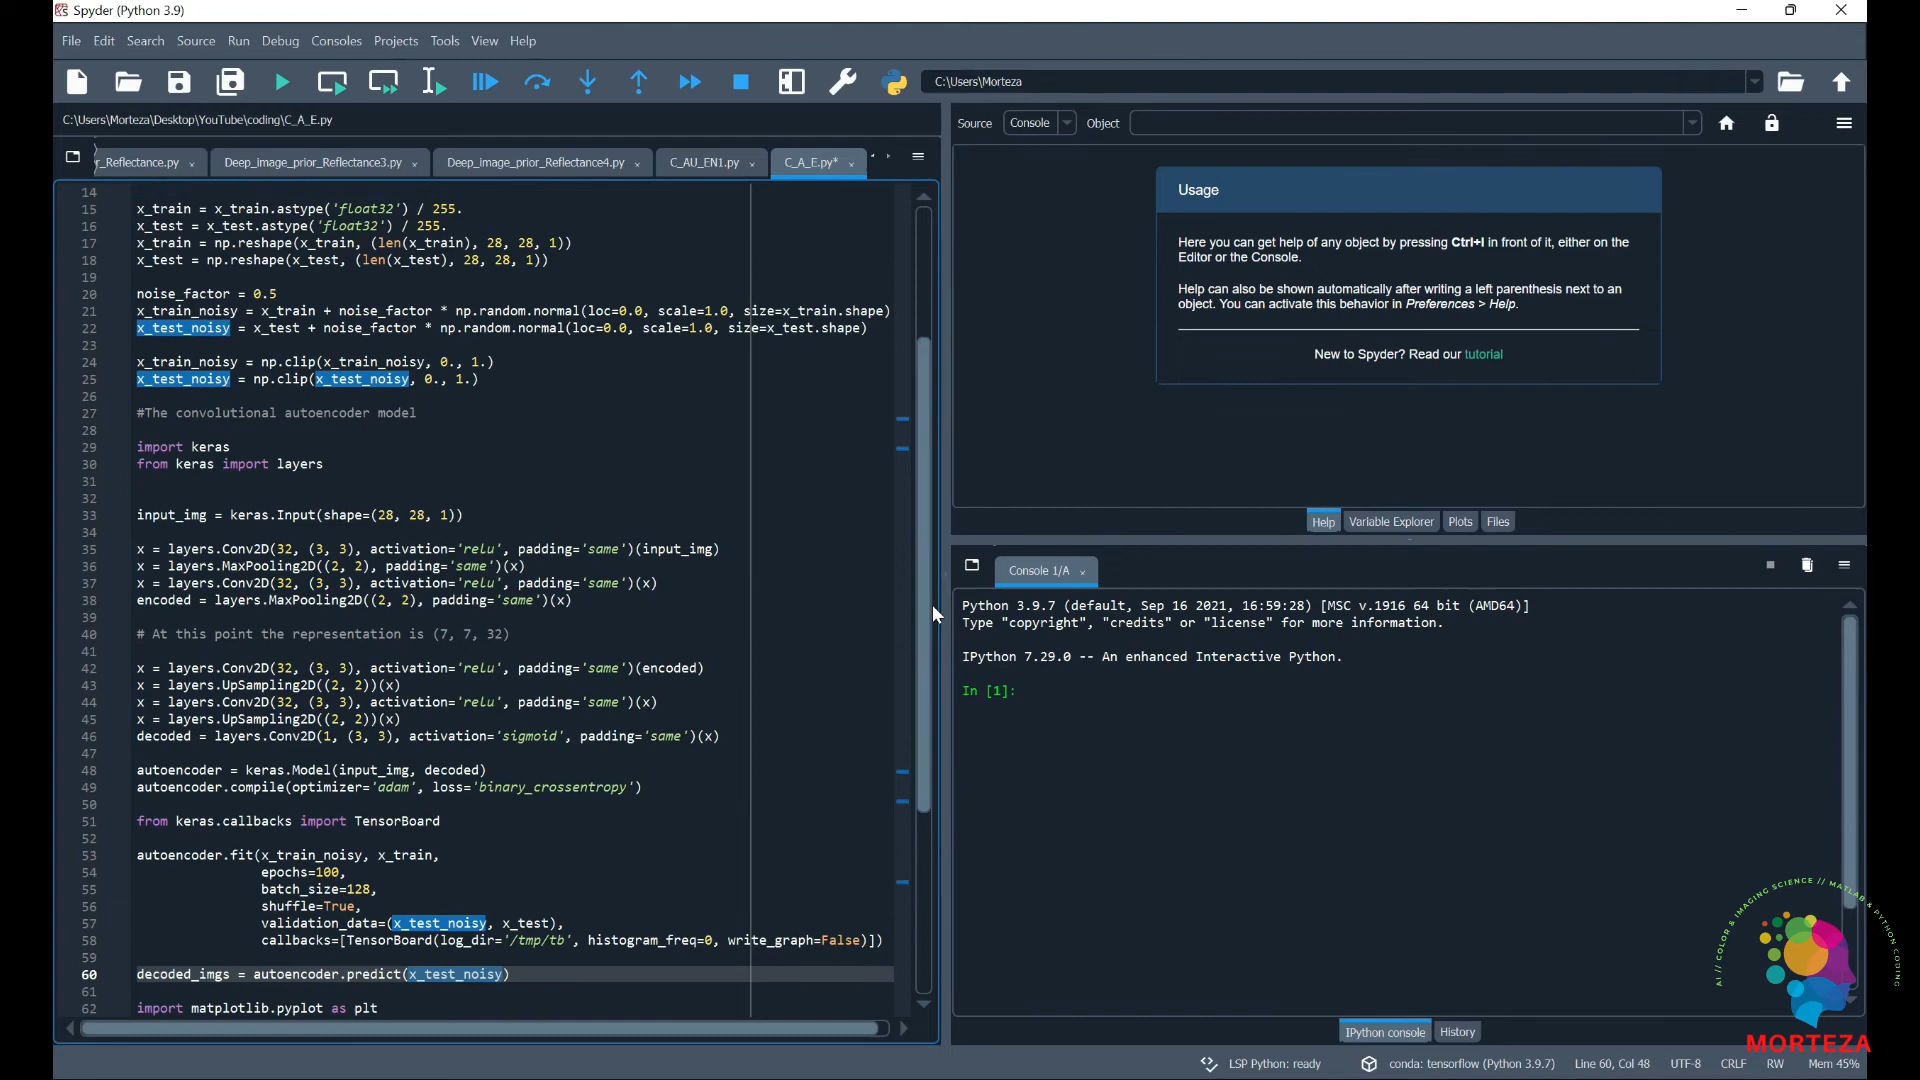 Spyder (Python 3.9)
File Edit Search Source Run Debug Consoles Projects Tools View Help
C:\Users\Morteza
C:\Users\Morteza\Desktop\YouTube\coding\C_A_E.py
r_Reflectance.py Deep_image_prior_Reflectance3.py Deep_image_prior_Reflectance4.py C_AU_EN1.py C_A_E.py*
14
15 x_train = x_train.astype('float32') / 255.
16 x_test = x_test.astype('float32') / 255.
17 x_train = np.reshape(x_train, (len(x_train), 28, 28, 1))
18 x_test = np.reshape(x_test, (len(x_test), 28, 28, 1))
19
20 noise_factor = 0.5
21 x_train_noisy = x_train + noise_factor * np.random.normal(loc=0.0, scale=1.0, size=x_train.shape)
22 x_test_noisy = x_test + noise_factor * np.random.normal(loc=0.0, scale=1.0, size=x_test.shape)
23
24 x_train_noisy = np.clip(x_train_noisy, 0., 1.)
25 x_test_noisy = np.clip(x_test_noisy, 0., 1.)
26
27 #The convolutional autoencoder model
28
29 import keras
30 from keras import layers
31
32
33 input_img = keras.Input(shape=(28, 28, 1))
34
35 x = layers.Conv2D(32, (3, 3), activation='relu', padding='same')(input_img)
36 x = layers.MaxPooling2D((2, 2), padding='same')(x)
37 x = layers.Conv2D(32, (3, 3), activation='relu', padding='same')(x)
38 encoded = layers.MaxPooling2D((2, 2), padding='same')(x)
39
40 # At this point the representation is (7, 7, 32)
41
42 x = layers.Conv2D(32, (3, 3), activation='relu', padding='same')(encoded)
43 x = layers.UpSampling2D((2, 2))(x)
44 x = layers.Conv2D(32, (3, 3), activation='relu', padding='same')(x)
45 x = layers.UpSampling2D((2, 2))(x)
46 decoded = layers.Conv2D(1, (3, 3), activation='sigmoid', padding='same')(x)
47
48 autoencoder = keras.Model(input_img, decoded)
49 autoencoder.compile(optimizer='adam', loss='binary_crossentropy')
50
51 from keras.callbacks import TensorBoard
52
53 autoencoder.fit(x_train_noisy, x_train,
54 epochs=100,
55 batch_size=128,
56 shuffle=True,
57 validation_data=(x_test_noisy, x_test),
58 callbacks=[TensorBoard(log_dir='/tmp/tb', histogram_freq=0, write_graph=False)])
59
60 decoded_imgs = autoencoder.predict(x_test_noisy)
61
62 import matplotlib.pyplot as plt
Source Console Object
Usage
Here you can get help of any object by pressing Ctrl+I in front of it, either on the
Editor or the Console.
Help can also be shown automatically after writing a left parenthesis next to an
object. You can activate this behavior in Preferences > Help.
New to Spyder? Read our tutorial
Help Variable Explorer Plots Files
Console 1/A
Python 3.9.7 (default, Sep 16 2021, 16:59:28) [MSC v.1916 64 bit (AMD64)]
Type "copyright", "credits" or "license" for more information.
IPython 7.29.0 -- An enhanced Interactive Python.
In [1]:
IPython console History
AI // COLOR & IMAGING SCIENCE // MATLAB & PYTHON CODING
MORTEZA
LSP Python: ready conda: tensorflow (Python 3.9.7) Line 60, Col 48 UTF-8 CRLF RW Mem 45%